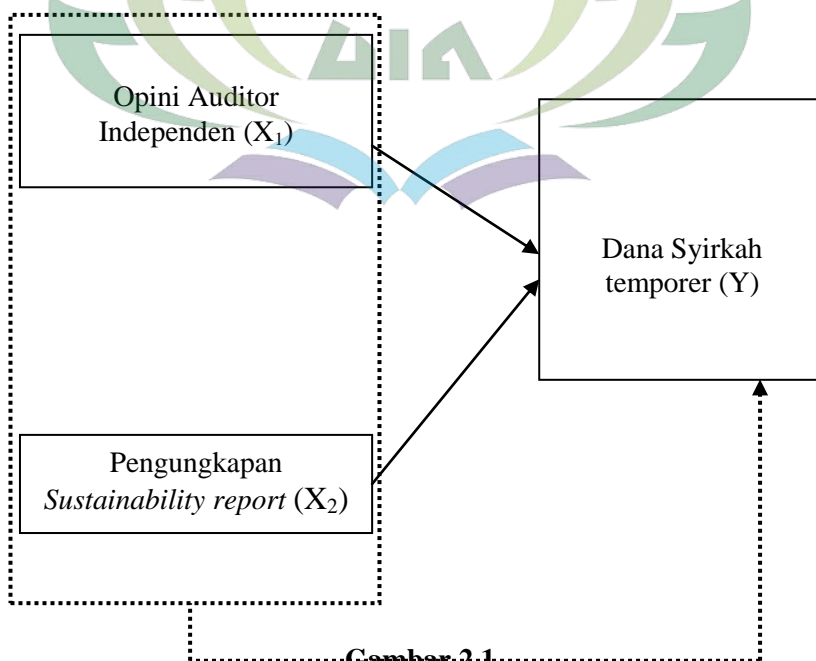 Opini Auditor
Independen (X₁)
Dana Syirkah
temporer (Y)
Pengungkapan
Sustainability report (X₂)
Gambar 2.1